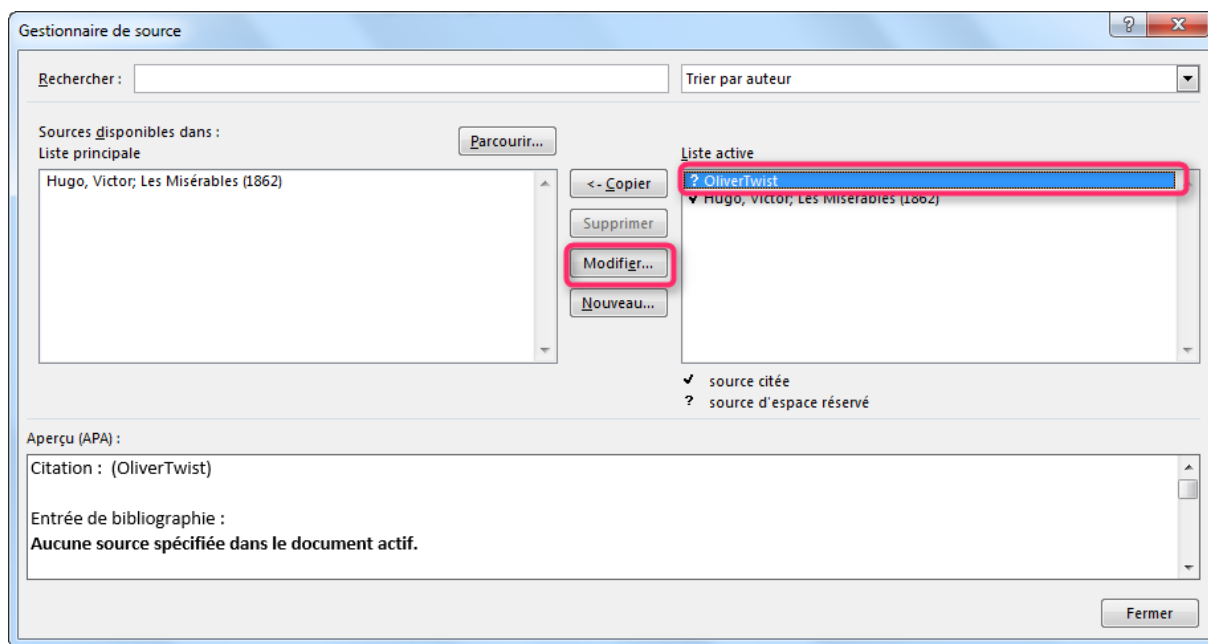 Gestionnaire de source
Rechercher :
Trier par auteur
Sources disponibles dans :
Liste principale
Parcourir...
Liste active
Hugo, Victor; Les Misérables (1862)
<- Copier
Supprimer
Modifier...
Nouveau...
? OliverTwist
✓ Hugo, Victor; Les Misérables (1862)
✓ source citée
? source d'espace réservé
Aperçu (APA) :
Citation : (OliverTwist)
Entrée de bibliographie :
Aucune source spécifiée dans le document actif.
Fermer